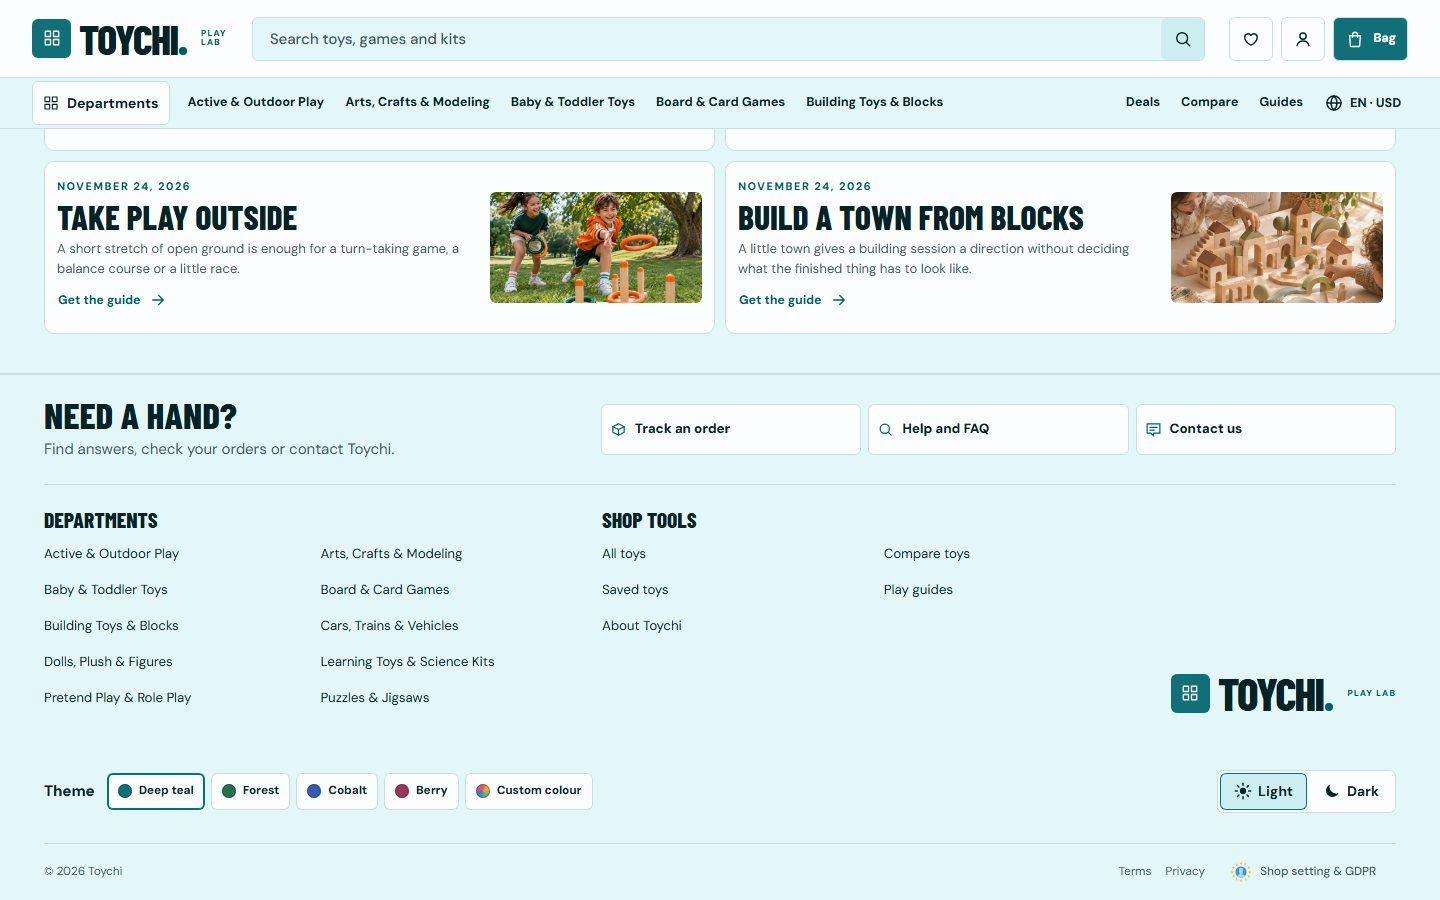 TOYCHI.
PLAY
LAB
Search toys, games and kits
Bag
Departments
Active & Outdoor Play
Arts, Crafts & Modeling
Baby & Toddler Toys
Board & Card Games
Building Toys & Blocks
Deals
Compare
Guides
EN · USD
NOVEMBER 24, 2026
TAKE PLAY OUTSIDE
A short stretch of open ground is enough for a turn-taking game, a
balance course or a little race.
Get the guide
NOVEMBER 24, 2026
BUILD A TOWN FROM BLOCKS
A little town gives a building session a direction without deciding
what the finished thing has to look like.
Get the guide
NEED A HAND?
Find answers, check your orders or contact Toychi.
Track an order
Help and FAQ
Contact us
DEPARTMENTS
Active & Outdoor Play
Arts, Crafts & Modeling
Baby & Toddler Toys
Board & Card Games
Building Toys & Blocks
Cars, Trains & Vehicles
Dolls, Plush & Figures
Learning Toys & Science Kits
Pretend Play & Role Play
Puzzles & Jigsaws
SHOP TOOLS
All toys
Compare toys
Saved toys
Play guides
About Toychi
TOYCHI.
PLAY LAB
Theme
Deep teal
Forest
Cobalt
Berry
Custom colour
Light
Dark
© 2026 Toychi
Terms
Privacy
Shop setting & GDPR